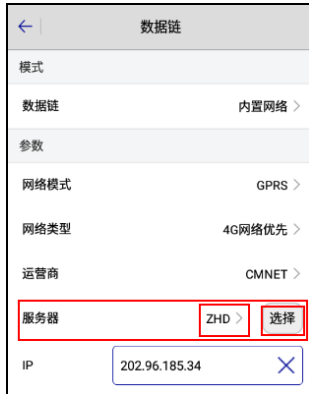 数据链
模式
数据链 内置网络
参数
网络模式 GPRS
网络类型 4G网络优先
运营商 CMNET
服务器 ZHD 选择
IP 202.96.185.34